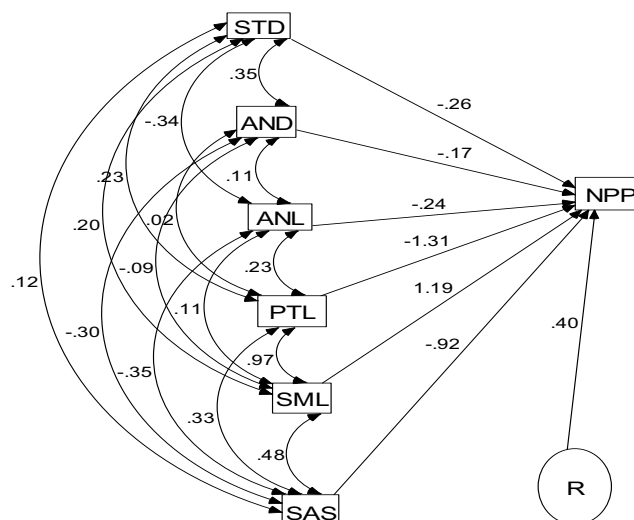 STD
.35
-.26
-.34
AND
-.17
.11
NPP
.23
ANL
-.24
.20
.02
-1.31
-.09
.23
.12
PTL
1.19
.11
-.30
.97
-.92
.40
-.35
SML
.33
.48
R
SAS